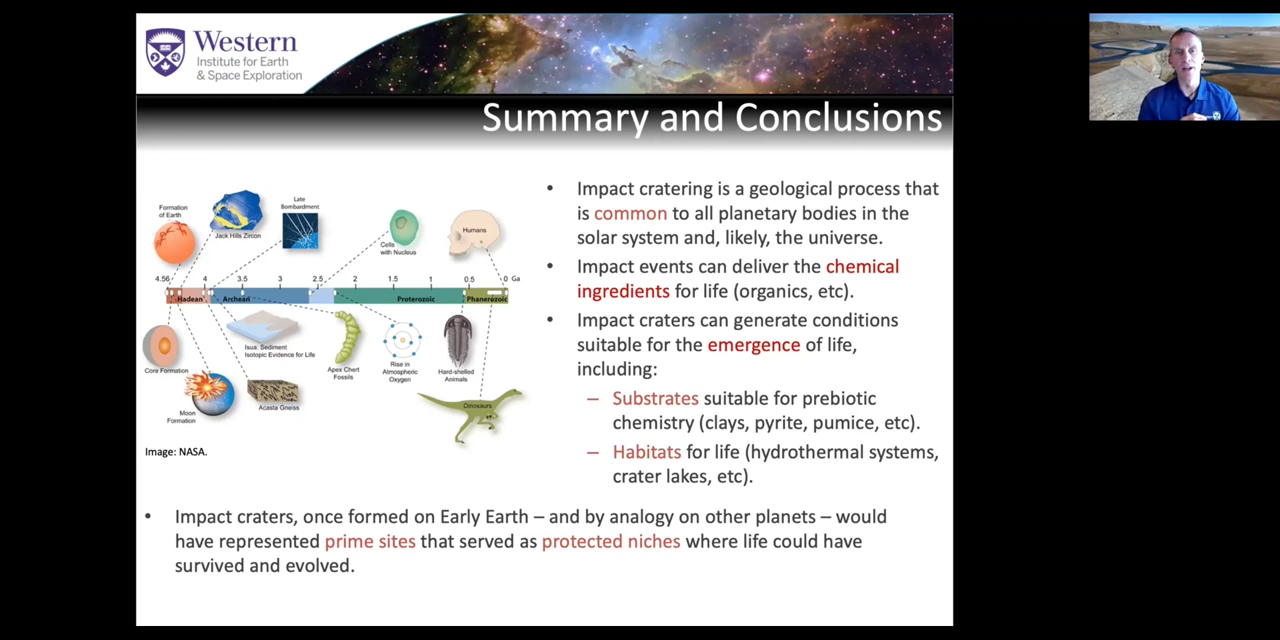 Western
Institute for Earth
& Space Exploration
Summary and Conclusions
Formation
of Earth
Jack Hills Zircon
Late
Bombardment
Cells
with Nucleus
Humans
4.56
4
3.5
3
2.5
2
1.5
1
0.5
0 Ga
Hadean
Archean
Proterozoic
Phanerozoic
Core Formation
Moon
Formation
Acasta Gneiss
Isua. Sediment
Isotopic Evidence for Life
Apex Chert
Fossils
Rise in
Atmospheric
Oxygen
Hard-shelled
Animals
Dinosaurs
Image: NASA.
• Impact cratering is a geological process that
is common to all planetary bodies in the
solar system and, likely, the universe.
• Impact events can deliver the chemical
ingredients for life (organics, etc).
• Impact craters can generate conditions
suitable for the emergence of life,
including:
– Substrates suitable for prebiotic
chemistry (clays, pyrite, pumice, etc).
– Habitats for life (hydrothermal systems,
crater lakes, etc).
• Impact craters, once formed on Early Earth – and by analogy on other planets – would
have represented prime sites that served as protected niches where life could have
survived and evolved.